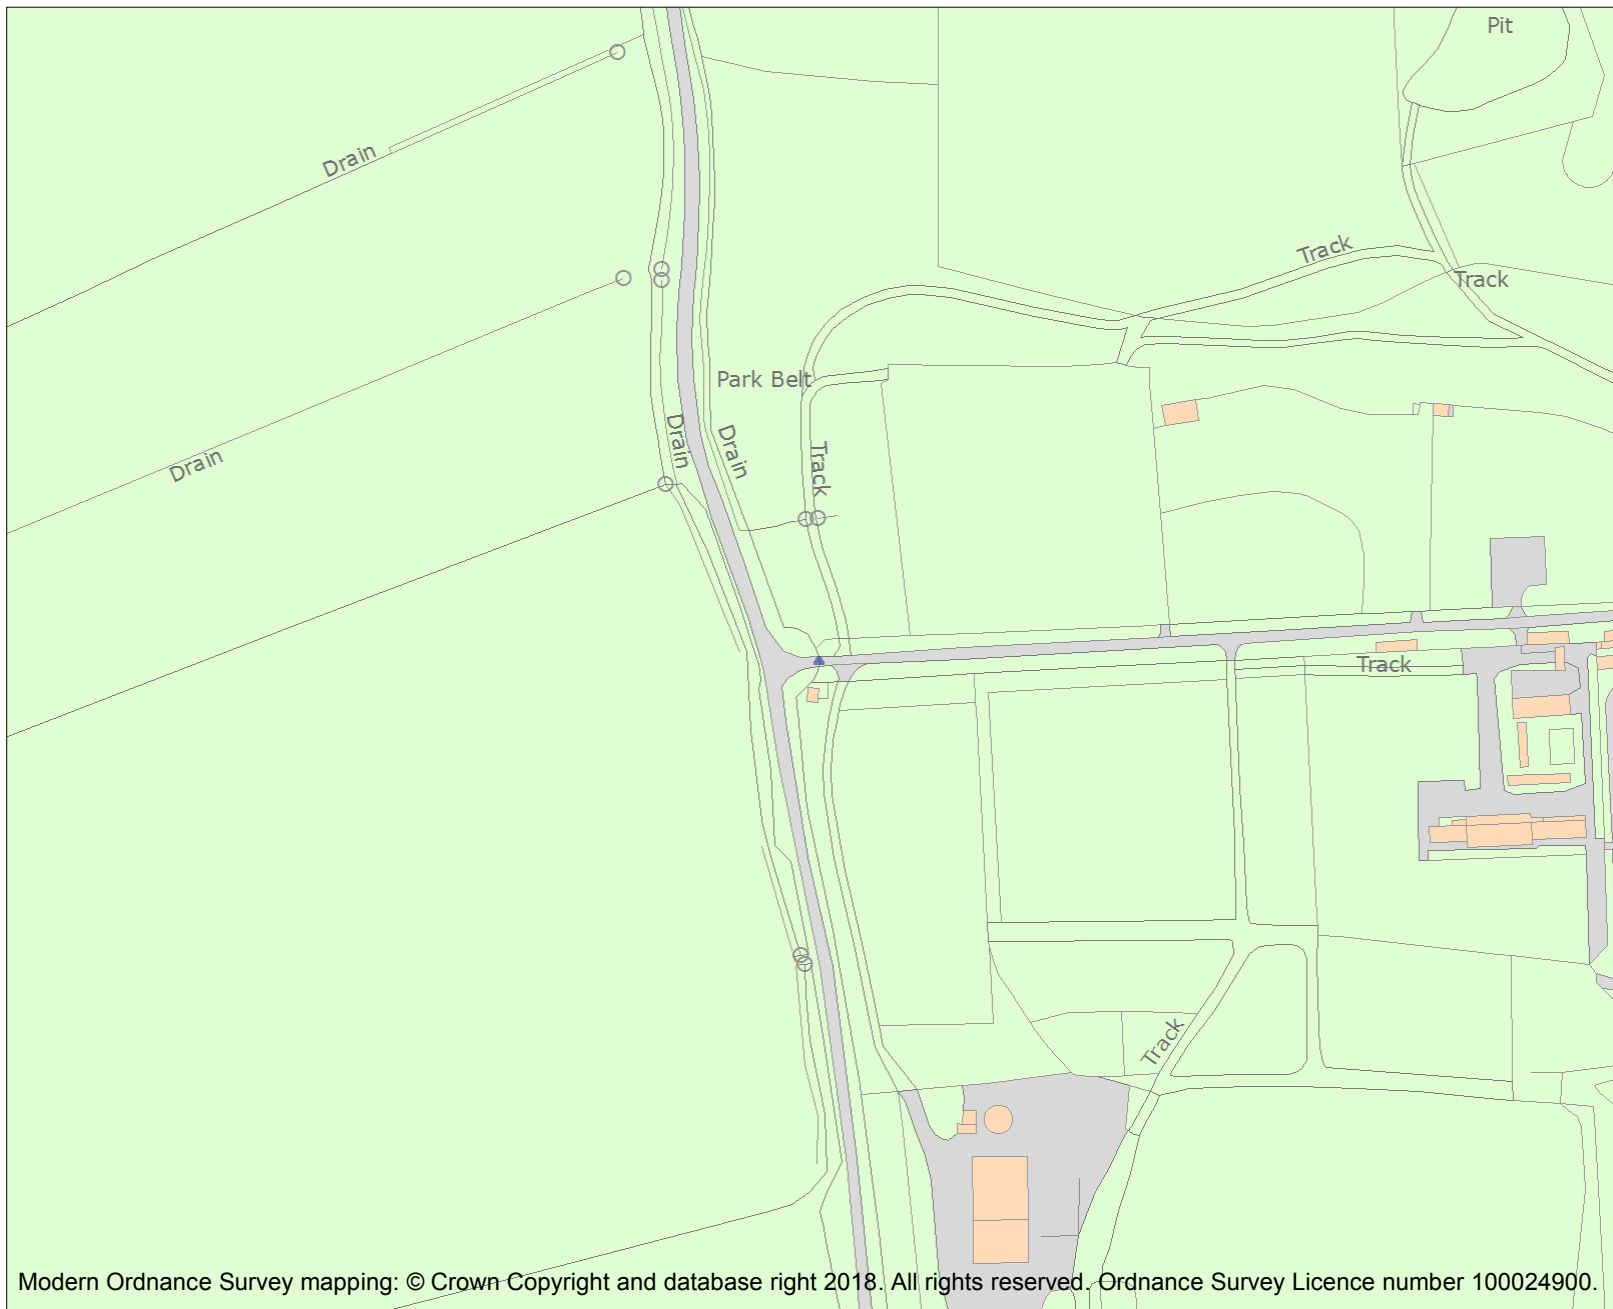 Pit
Drain
Track
Track
Park Belt
Drain
Drain
Track
Drain
Track
Track
Modern Ordnance Survey mapping: © Crown Copyright and database right 2018. All rights reserved. Ordnance Survey Licence number 100024900.